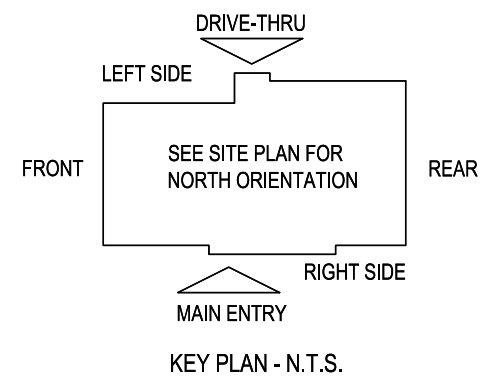 DRIVE-THRU
LEFT SIDE
SEE SITE PLAN FOR
NORTH ORIENTATION
FRONT
REAR
RIGHT SIDE
MAIN ENTRY
KEY PLAN - N.T.S.